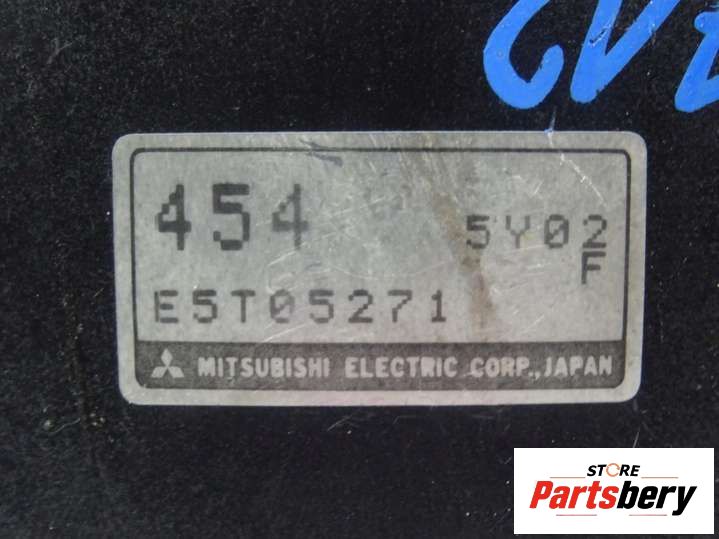 454 5Y02
F
E5T05271
MITSUBISHI ELECTRIC CORP., JAPAN
STORE
Partsbery